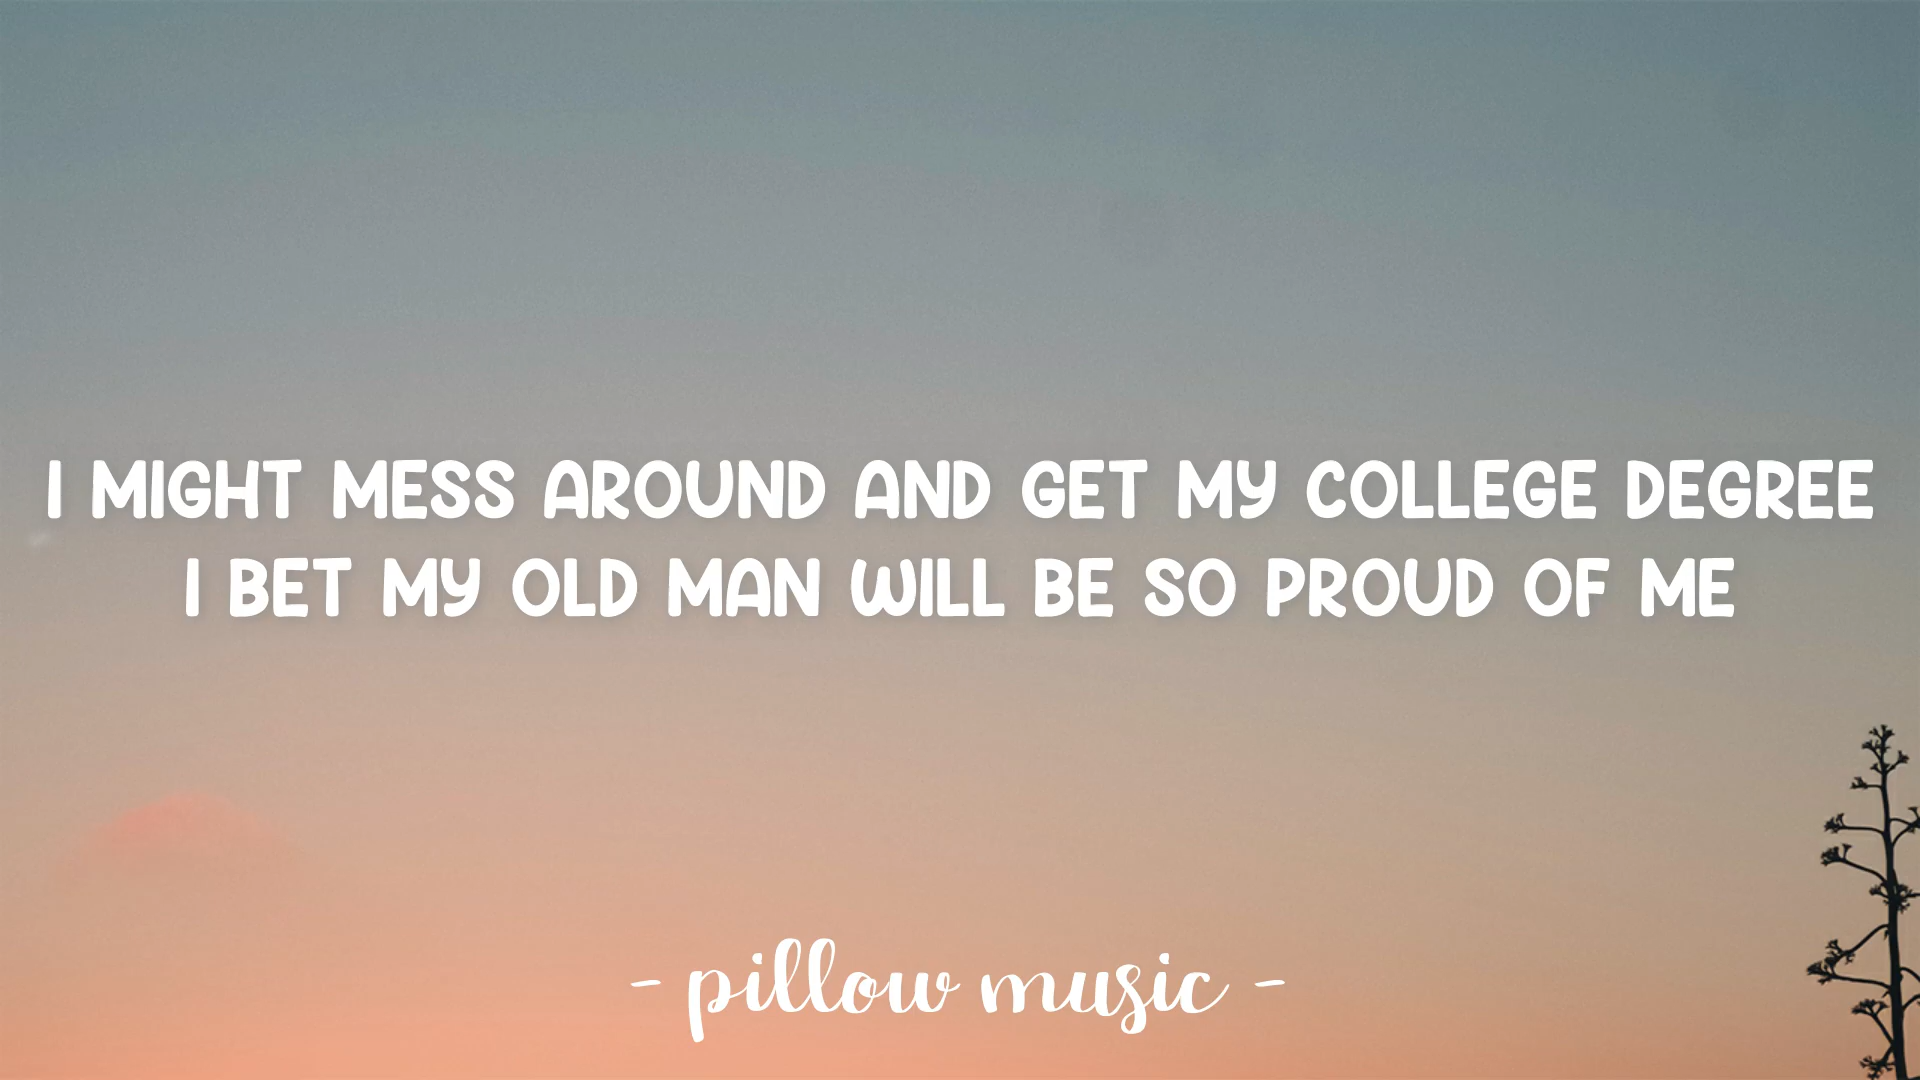 I MIGHT MESS AROUND AND GET MY COLLEGE DEGREE
I BET MY OLD MAN WILL BE SO PROUD OF ME
- pillow music -